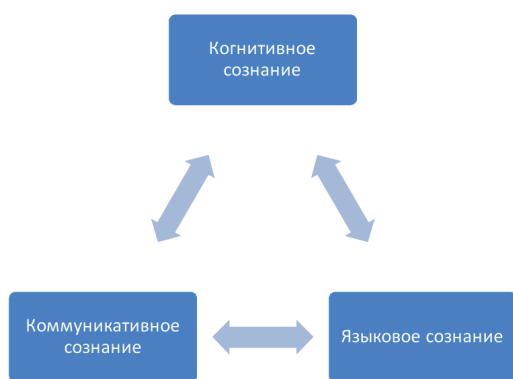 Когнитивное
сознание
Коммуникативное
сознание
Языковое сознание